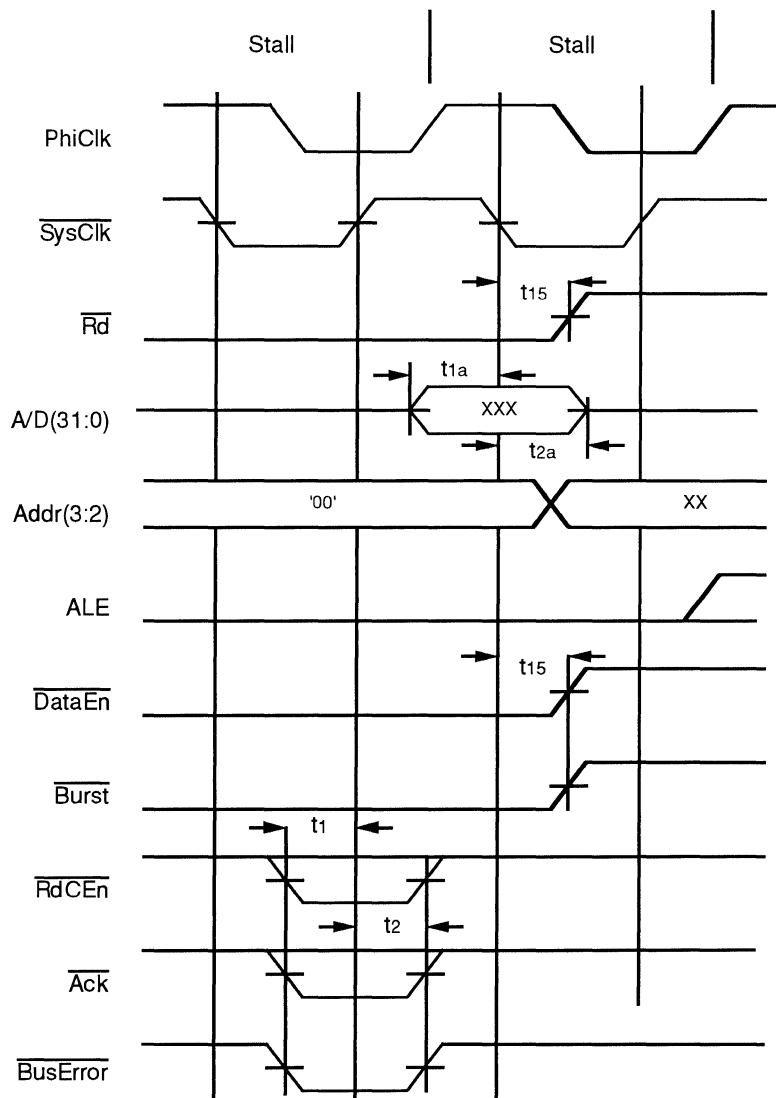 Stall Stall
PhiClk
SysClk
t15
Rd
t1a
XXX
A/D(31:0)
t2a
'00' XX
Addr(3:2)
ALE
t15
DataEn
Burst
t1
RdCEn
t2
Ack
BusError